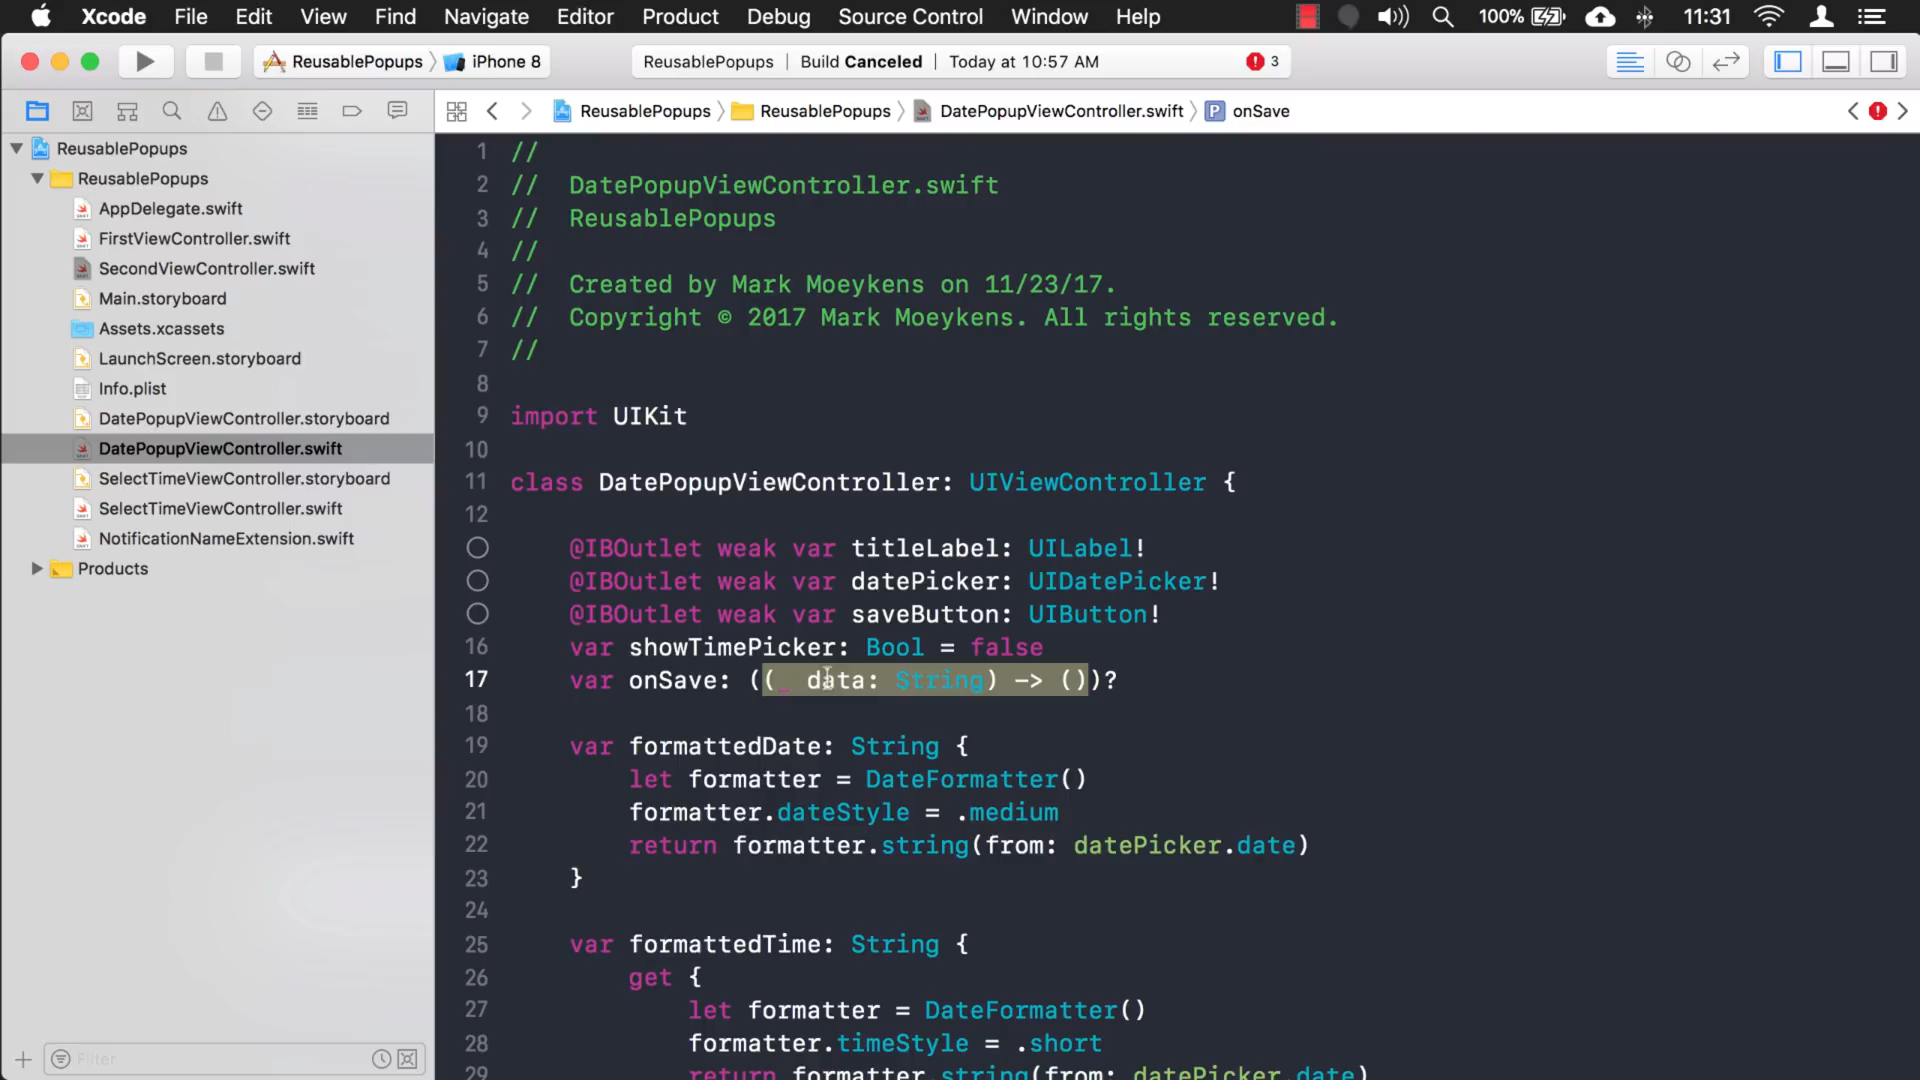 Xcode File Edit View Find Navigate Editor Product Debug Source Control Window Help 100% 11:31
ReusablePopups iPhone 8 ReusablePopups Build Canceled Today at 10:57 AM 3
ReusablePopups ReusablePopups DatePopupViewController.swift P onSave
ReusablePopups
ReusablePopups
AppDelegate.swift
FirstViewController.swift
SecondViewController.swift
Main.storyboard
Assets.xcassets
LaunchScreen.storyboard
Info.plist
DatePopupViewController.storyboard
DatePopupViewController.swift
SelectTimeViewController.storyboard
SelectTimeViewController.swift
NotificationNameExtension.swift
Products
Filter
1 //
2 //  DatePopupViewController.swift
3 //  ReusablePopups
4 //
5 //  Created by Mark Moeykens on 11/23/17.
6 //  Copyright © 2017 Mark Moeykens. All rights reserved.
7 //
8
9 import UIKit
10
11 class DatePopupViewController: UIViewController {
12
@IBOutlet weak var titleLabel: UILabel!
@IBOutlet weak var datePicker: UIDatePicker!
@IBOutlet weak var saveButton: UIButton!
16 var showTimePicker: Bool = false
17 var onSave: ((_ data: String) -> ())?
18
19 var formattedDate: String {
20 let formatter = DateFormatter()
21 formatter.dateStyle = .medium
22 return formatter.string(from: datePicker.date)
23 }
24
25 var formattedTime: String {
26 get {
27 let formatter = DateFormatter()
28 formatter.timeStyle = .short
29 return formatter.string(from: datePicker.date)